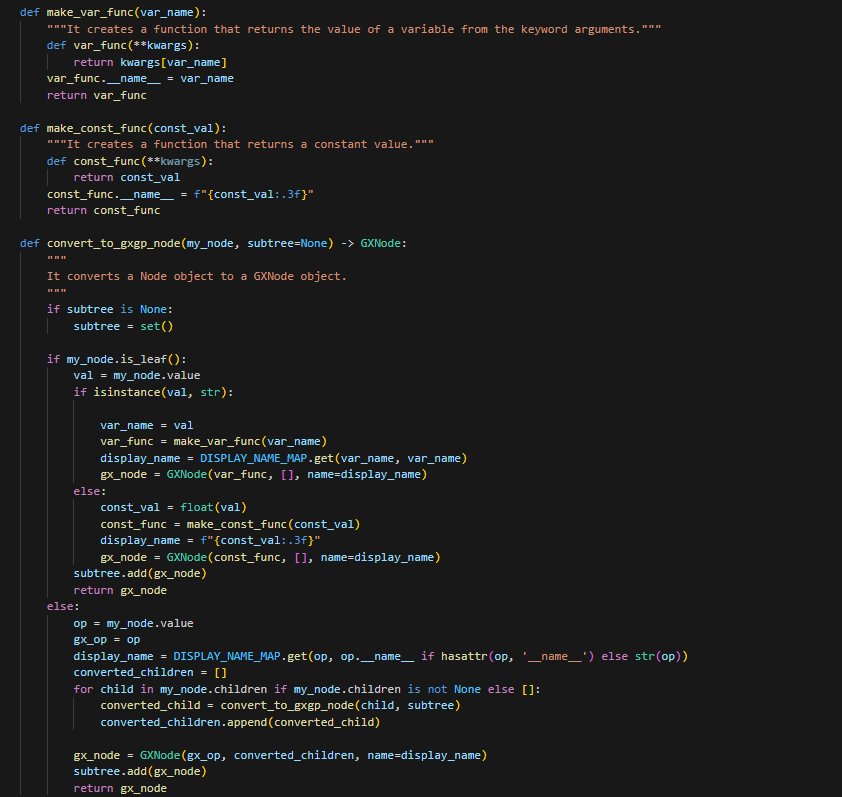 def make_var_func(var_name):
    """It creates a function that returns the value of a variable from the keyword arguments."""
    def var_func(**kwargs):
        return kwargs[var_name]
    var_func.__name__ = var_name
    return var_func

def make_const_func(const_val):
    """It creates a function that returns a constant value."""
    def const_func(**kwargs):
        return const_val
    const_func.__name__ = f"{const_val:.3f}"
    return const_func

def convert_to_gxgp_node(my_node, subtree=None) -> GXNode:
    """
    It converts a Node object to a GXNode object.
    """
    if subtree is None:
        subtree = set()

    if my_node.is_leaf():
        val = my_node.value
        if isinstance(val, str):

            var_name = val
            var_func = make_var_func(var_name)
            display_name = DISPLAY_NAME_MAP.get(var_name, var_name)
            gx_node = GXNode(var_func, [], name=display_name)
        else:
            const_val = float(val)
            const_func = make_const_func(const_val)
            display_name = f"{const_val:.3f}"
            gx_node = GXNode(const_func, [], name=display_name)
        subtree.add(gx_node)
        return gx_node
    else:
        op = my_node.value
        gx_op = op
        display_name = DISPLAY_NAME_MAP.get(op, op.__name__ if hasattr(op, '__name__') else str(op))
        converted_children = []
        for child in my_node.children if my_node.children is not None else []:
            converted_child = convert_to_gxgp_node(child, subtree)
            converted_children.append(converted_child)

        gx_node = GXNode(gx_op, converted_children, name=display_name)
        subtree.add(gx_node)
        return gx_node